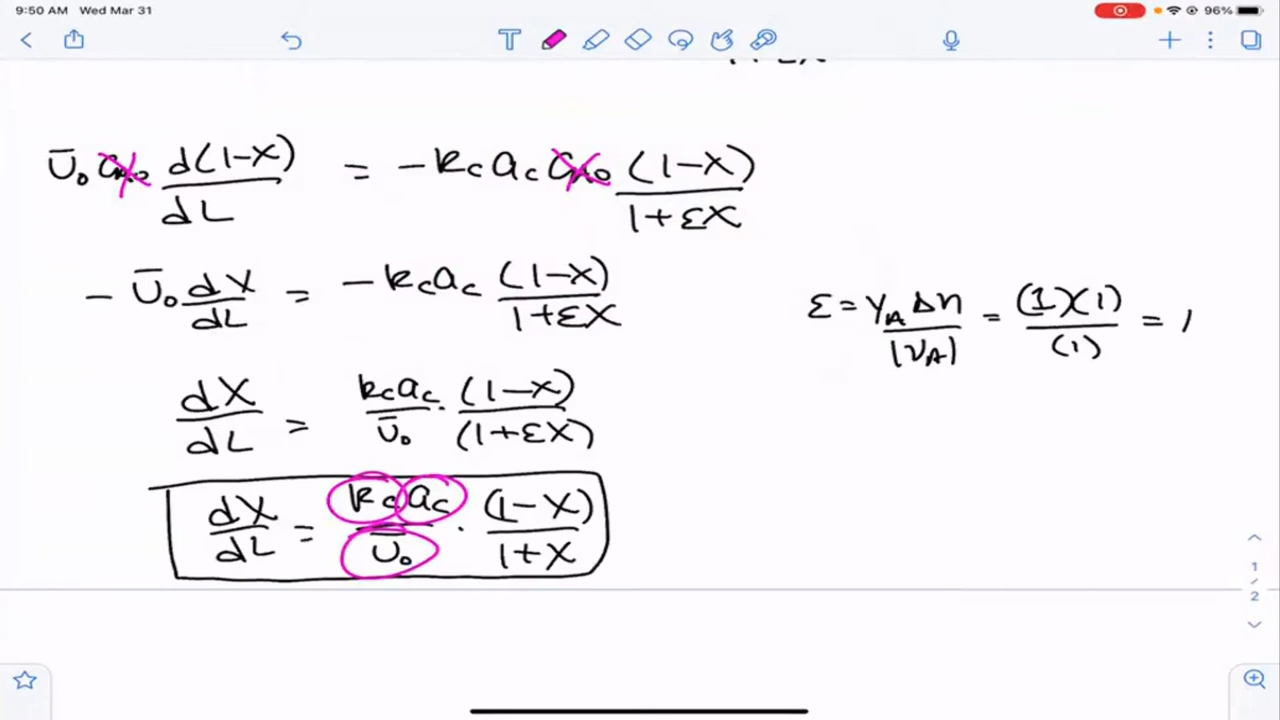 9:50 AM Wed Mar 31
96%
Ū₀ C_A₀ d(1-X)/dL = -k_c a_c C_A₀ (1-X)/(1+εX)
- Ū₀ dX/dL = -k_c a_c (1-X)/(1+εX)
ε = y_A Δn/|ν_A| = (1)(1)/(1) = 1
dX/dL = k_c a_c/Ū₀ · (1-X)/(1+εX)
dX/dL = k_c a_c/Ū₀ · (1-X)/(1+X)
1
/
2